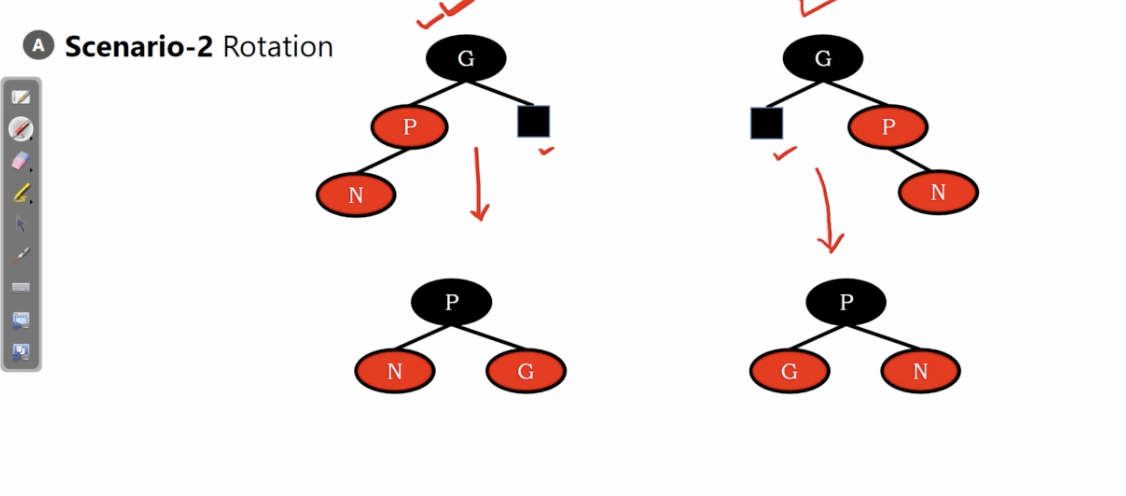 A Scenario-2 Rotation
G G
P P
N N
P P
N G G N